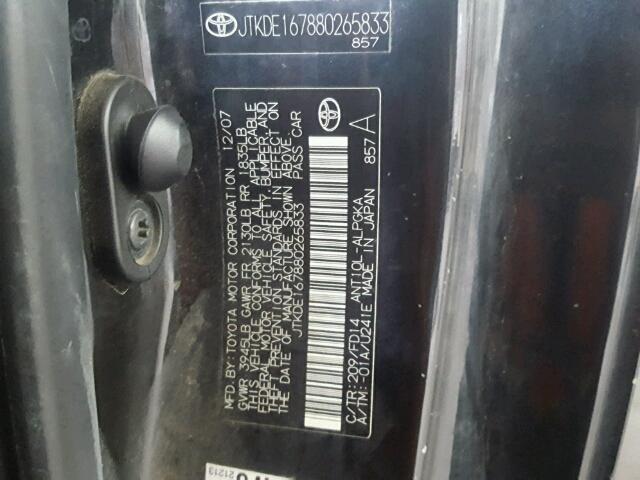 JTKDE167880265833
857
MFD.BY:TOYOTA MOTOR CORPORATION 12/07
GVWR 3945LB GAWR FR 2130LB RR 1835LB
THIS VEHICLE CONFORMS TO ALL APPLICABLE
FEDERAL MOTOR VEHICLE SAFETY, BUMPER, AND
THEFT PREVENTION STANDARDS IN EFFECT ON
THE DATE OF MANUFACTURE SHOWN ABOVE.
JTKDE167880265833 PASS CAR
C/TR:209/FD14 ANT10L-ALPGKA
A/TM:-01A/U241E MADE IN JAPAN 857
A
21213